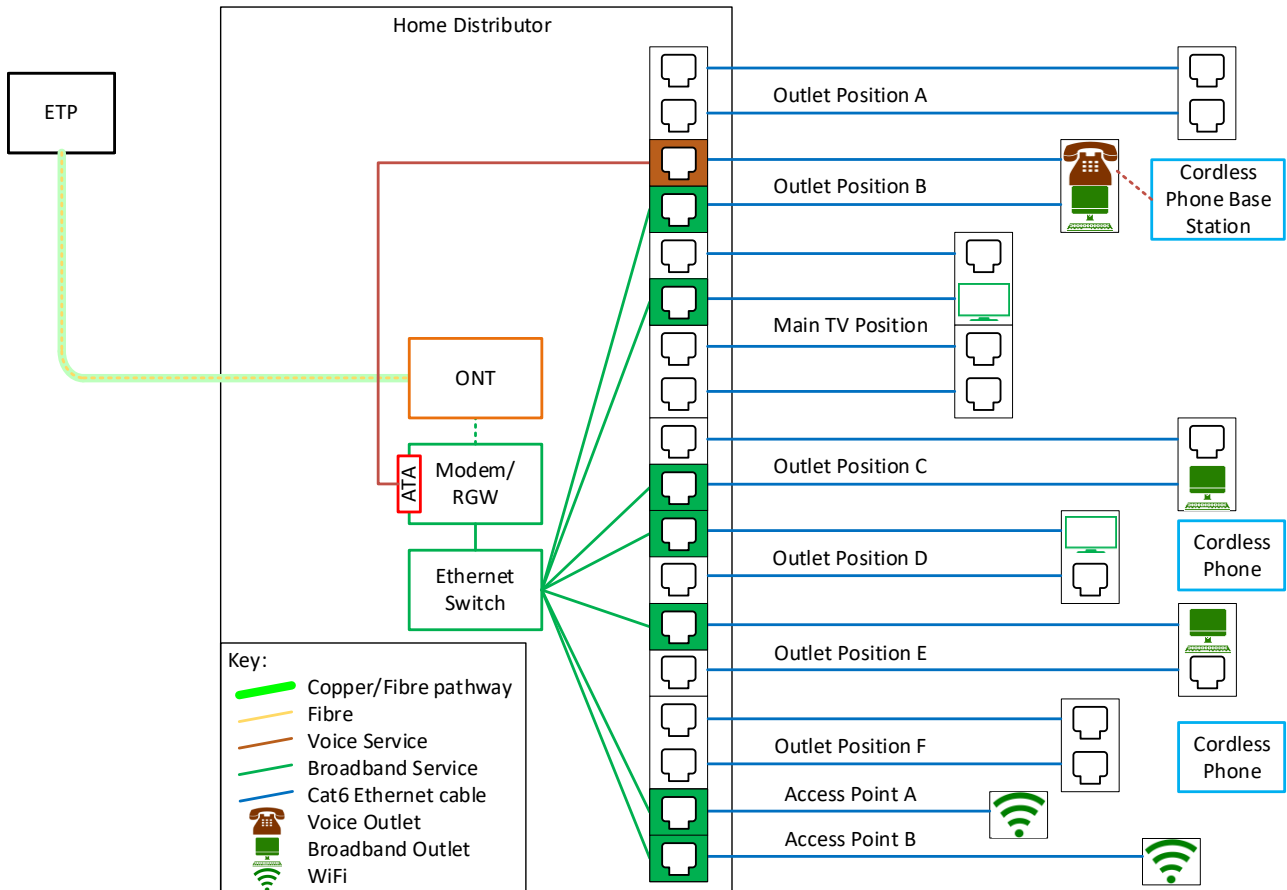 Home Distributor
ETP
Outlet Position A
Outlet Position B
Cordless
Phone Base
Station
Main TV Position
ONT
ATA
Modem/
RGW
Ethernet
Switch
Outlet Position C
Outlet Position D
Cordless
Phone
Outlet Position E
Outlet Position F
Cordless
Phone
Access Point A
Access Point B
Key:
Copper/Fibre pathway
Fibre
Voice Service
Broadband Service
Cat6 Ethernet cable
Voice Outlet
Broadband Outlet
WiFi